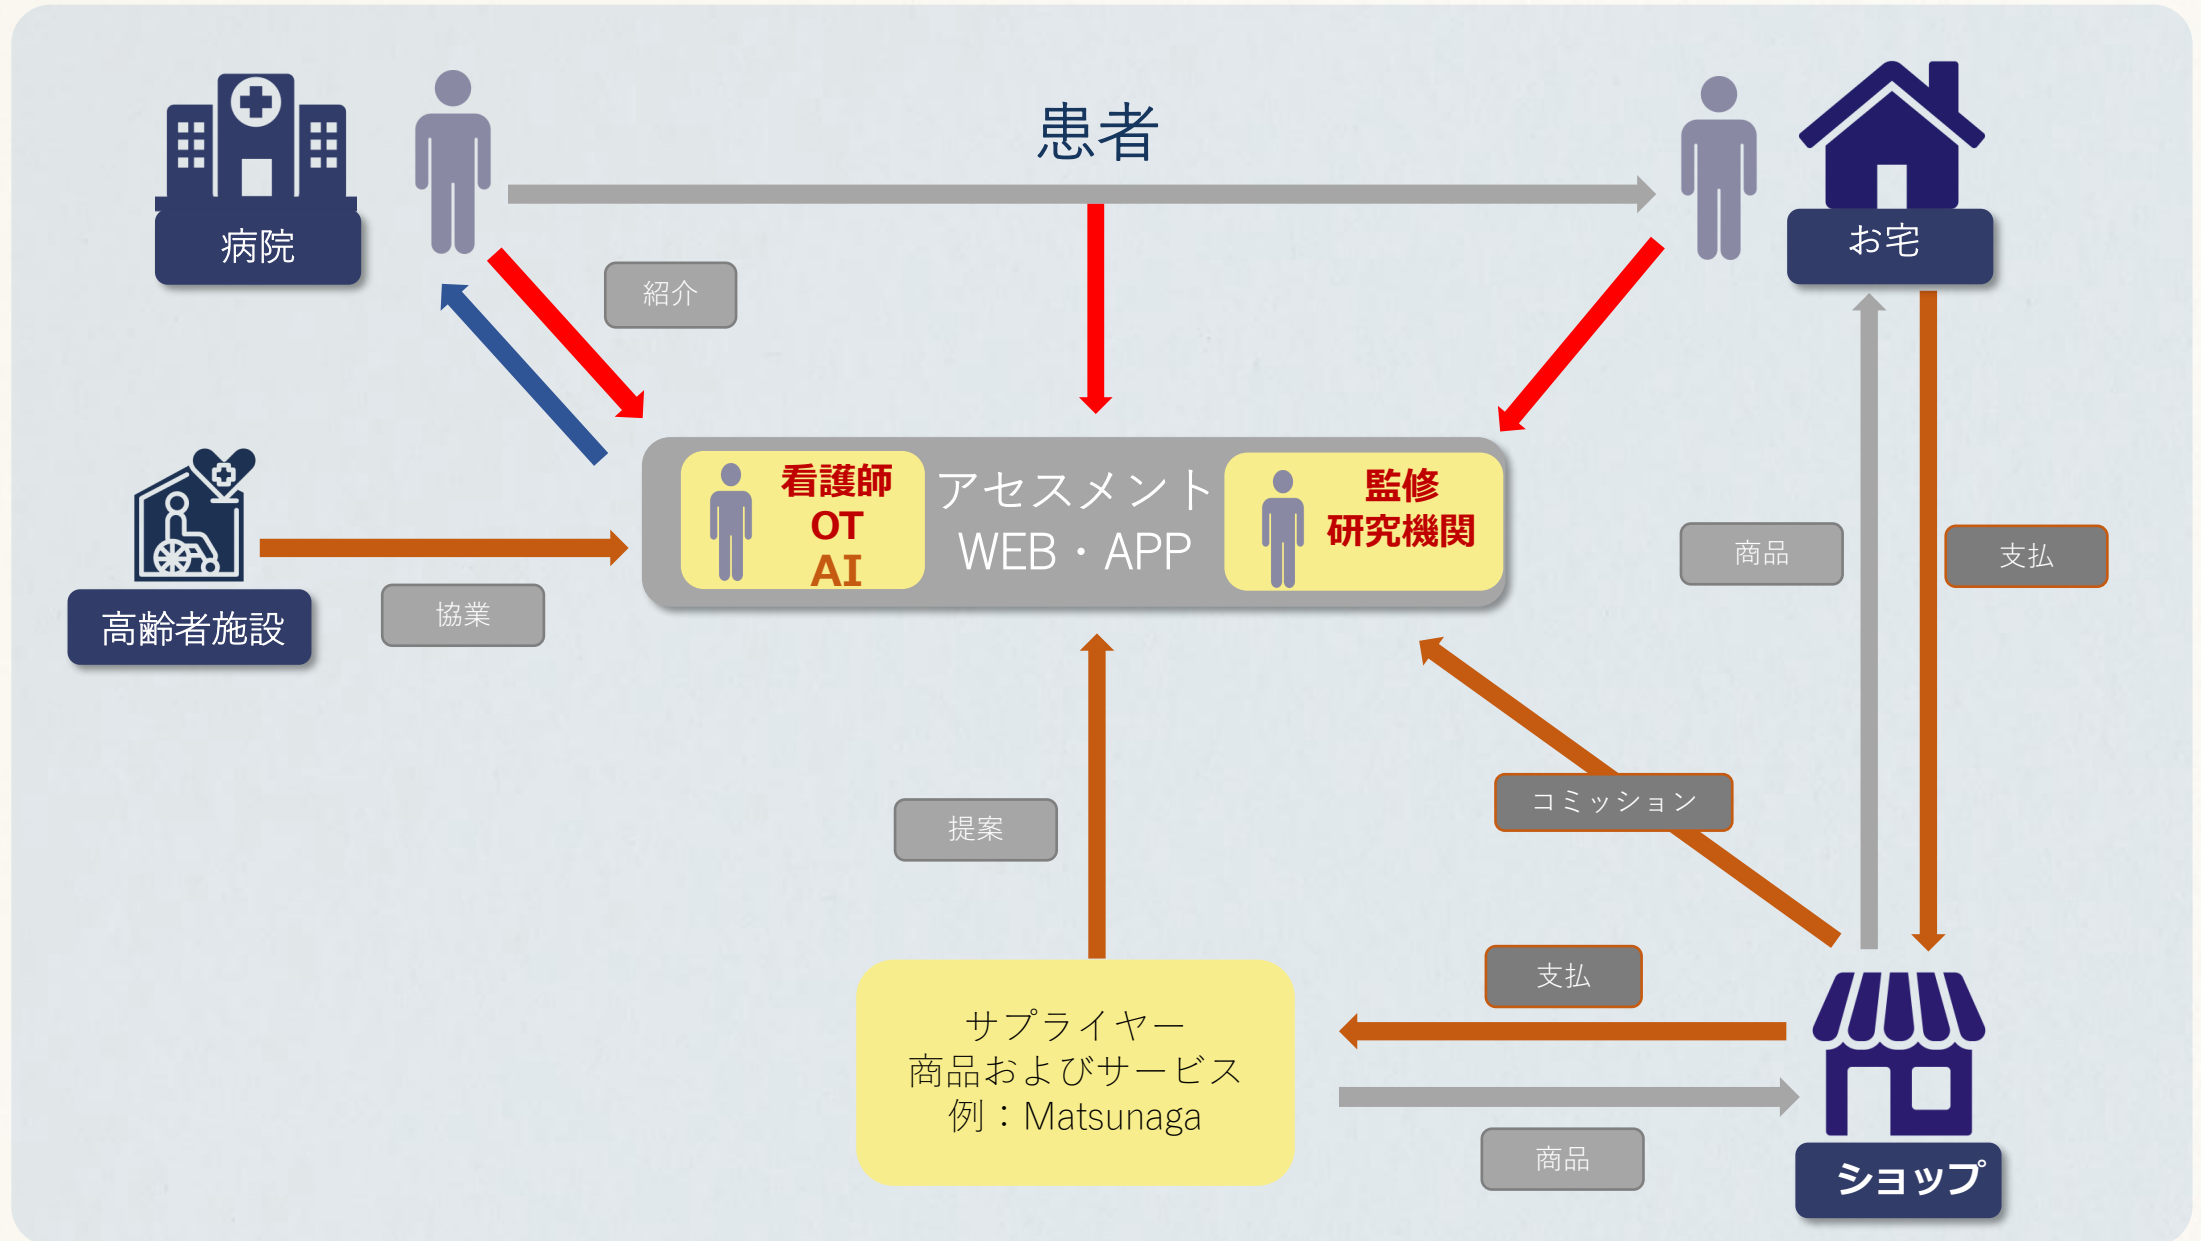 患者
病院
お宅
紹介
看護師
OT
AI
アセスメント
WEB・APP
監修
研究機関
商品
支払
高齢者施設
協業
提案
コミッション
支払
サプライヤー
商品およびサービス
例：Matsunaga
商品
ショップ